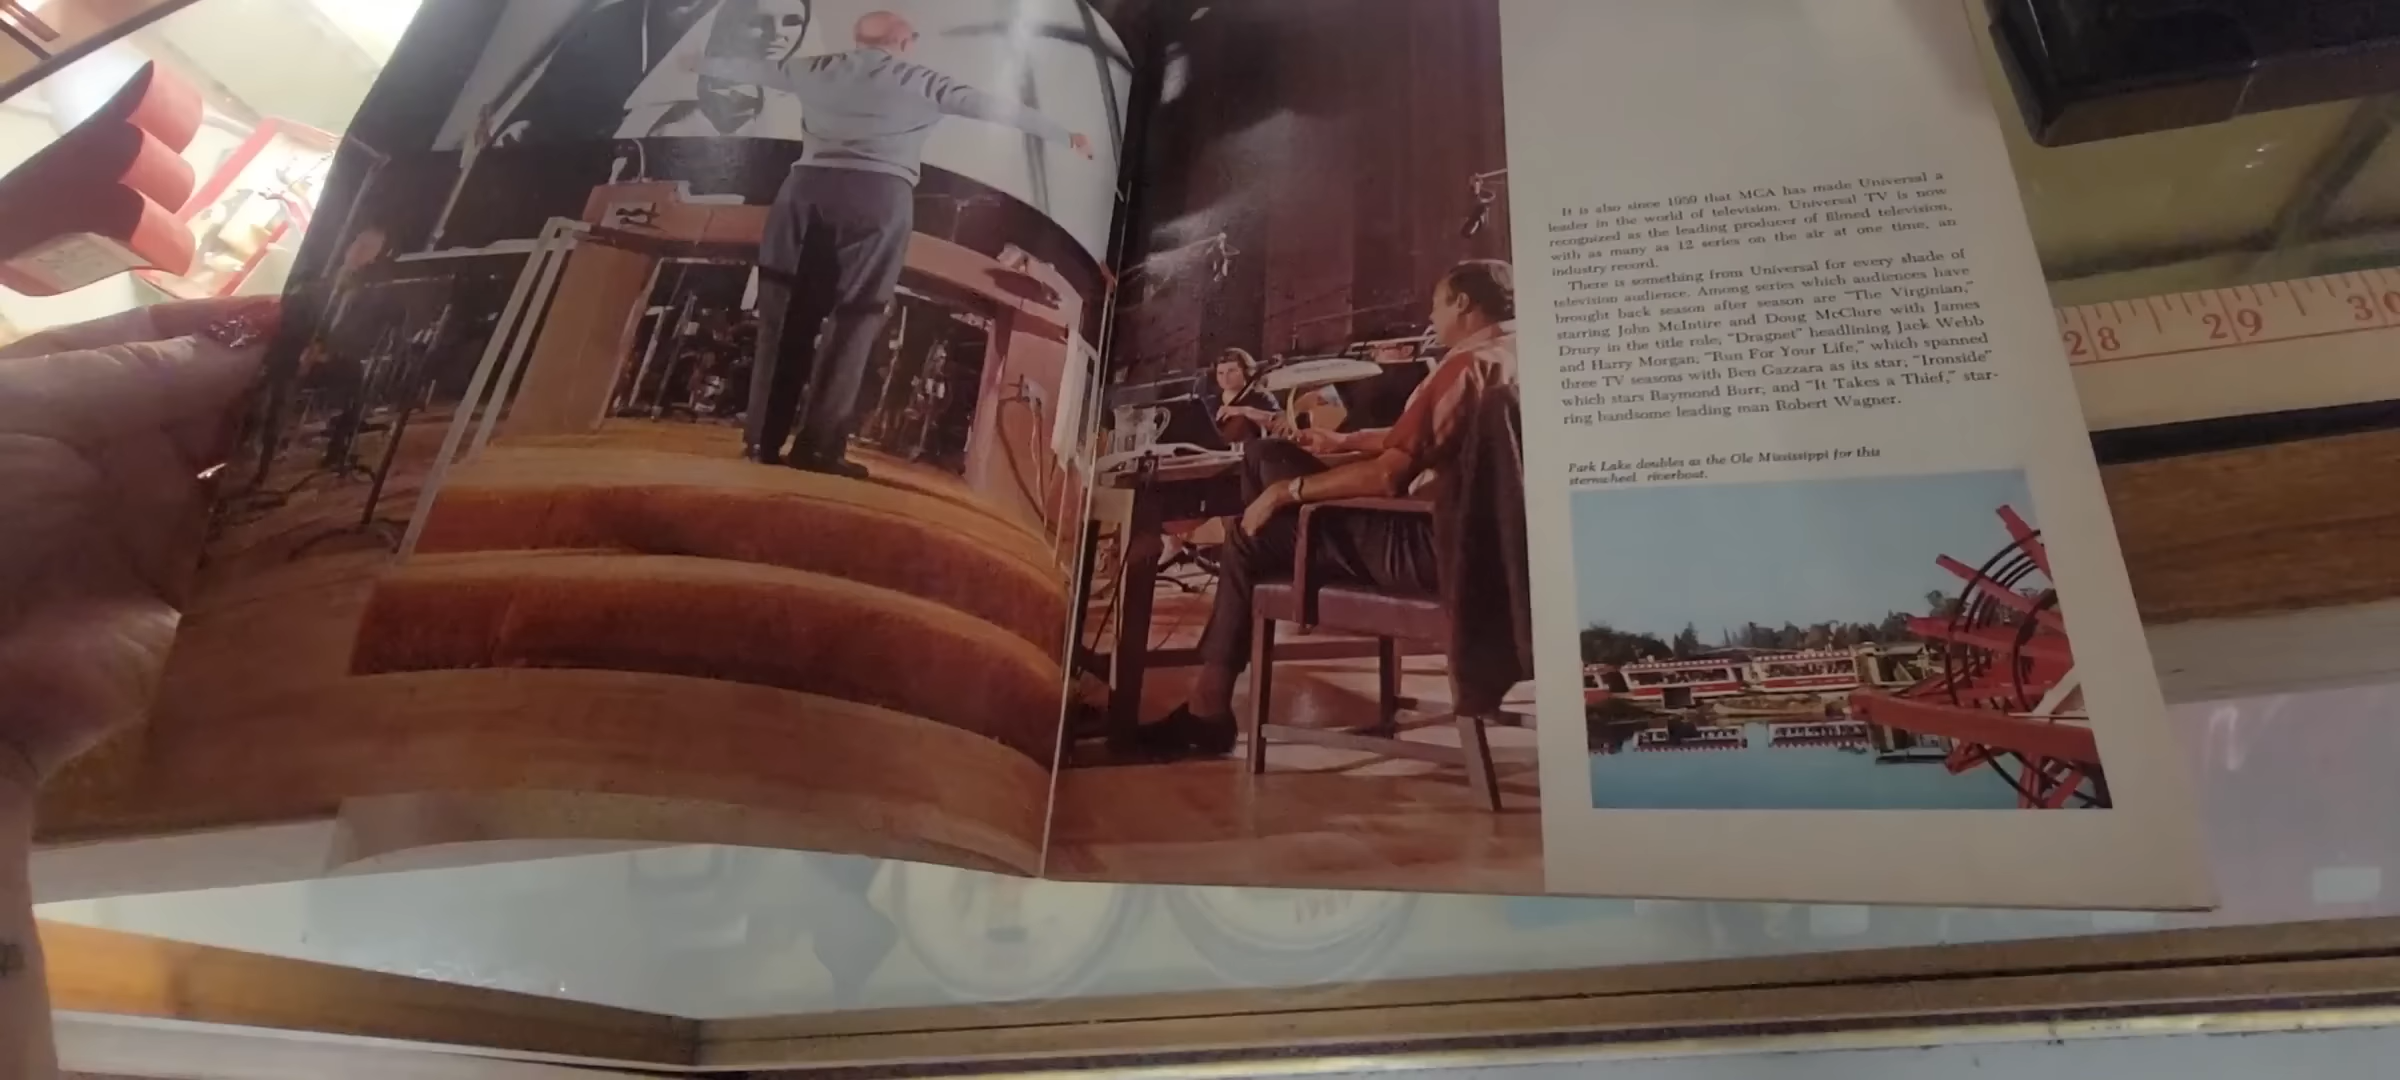 It is also since 1959 that MCA has made Universal a
leader in the world of television. Universal TV is now
recognized as the leading producer of filmed television,
with as many as 12 series on the air at one time, an
industry record.
There is something from Universal for every shade of
television audience. Among series which audiences have
brought back season after season are "The Virginian,"
starring John McIntire and Doug McClure with James
Drury in the title role; "Dragnet" headlining Jack Webb
and Harry Morgan; "Run For Your Life," which spanned
three TV seasons with Ben Gazzara as its star; "Ironside"
which stars Raymond Burr; and "It Takes a Thief," star-
ring handsome leading man Robert Wagner.
Park Lake doubles as the Ole Mississippi for this
sternwheel riverboat.
28 29 30